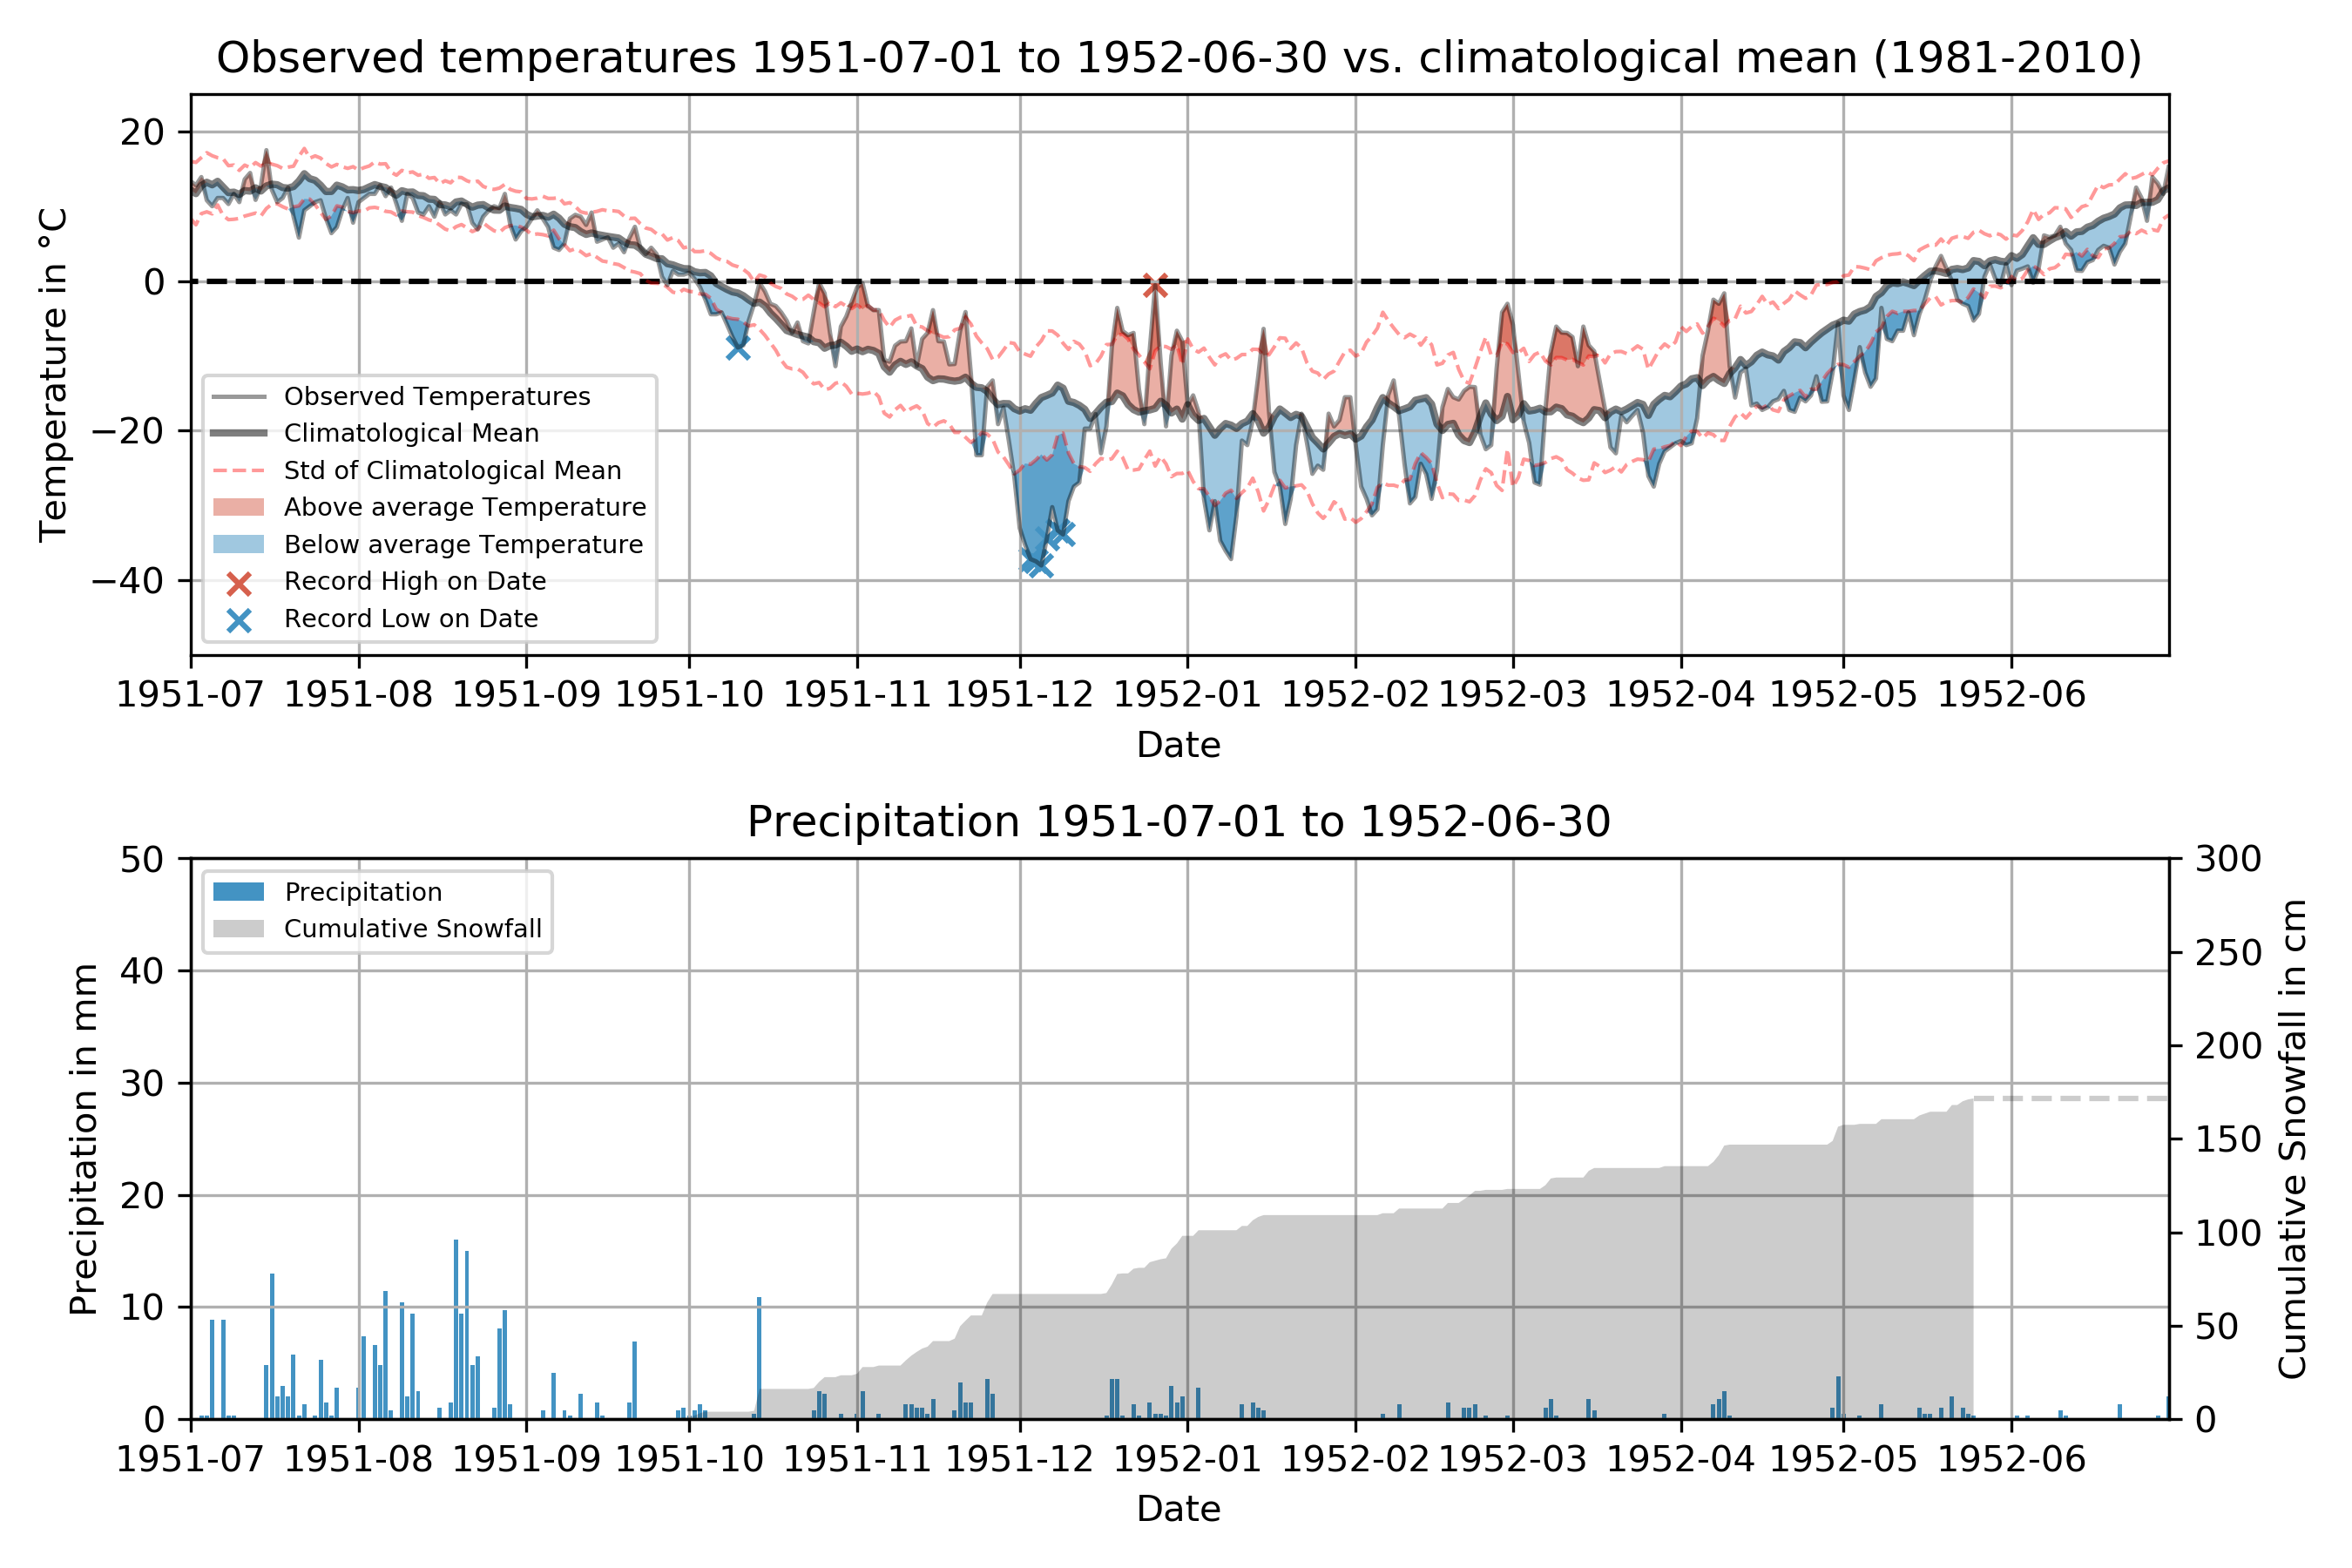 Observed temperatures 1951-07-01 to 1952-06-30 vs. climatological mean (1981-2010)
Temperature in °C
20
0
−20
−40
Observed Temperatures
Climatological Mean
Std of Climatological Mean
Above average Temperature
Below average Temperature
Record High on Date
Record Low on Date
1951-07 1951-08 1951-09 1951-10 1951-11 1951-12 1952-01 1952-02 1952-03 1952-04 1952-05 1952-06
Date
Precipitation 1951-07-01 to 1952-06-30
Precipitation in mm
50
40
30
20
10
0
Precipitation
Cumulative Snowfall
300
250
200
150
100
50
0
Cumulative Snowfall in cm
1951-07 1951-08 1951-09 1951-10 1951-11 1951-12 1952-01 1952-02 1952-03 1952-04 1952-05 1952-06
Date